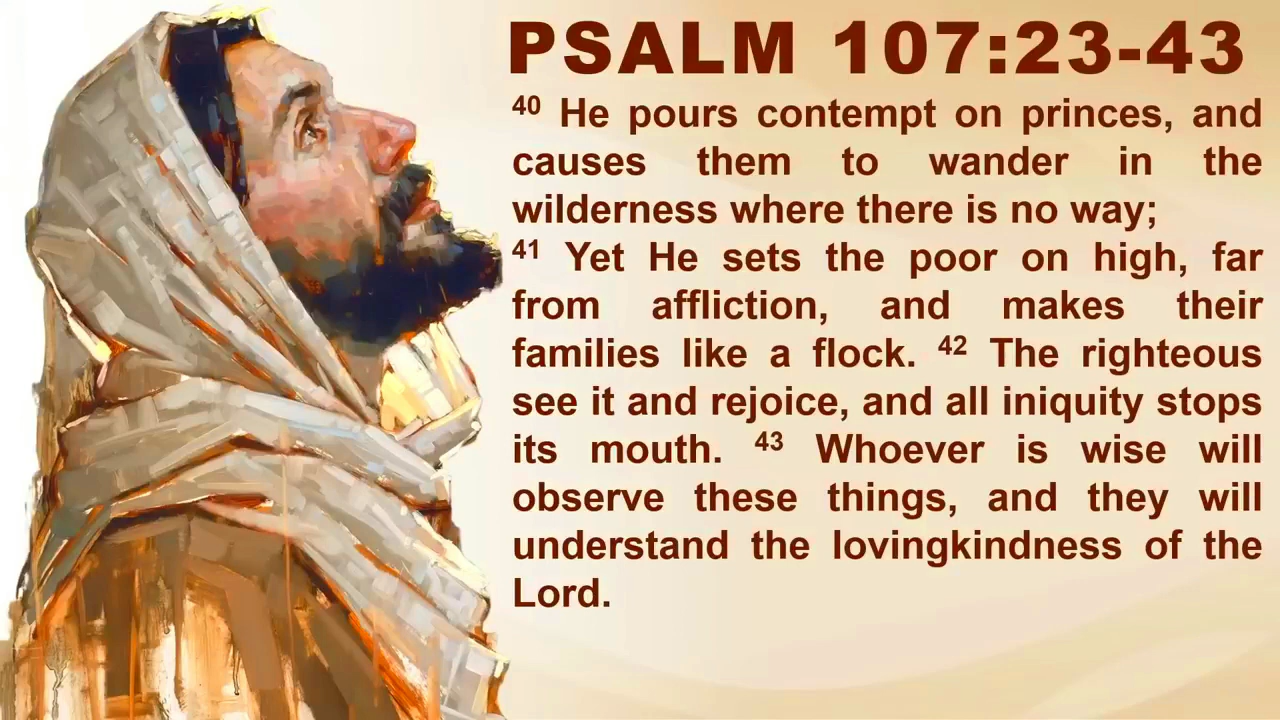 PSALM 107:23-43
40 He pours contempt on princes, and
causes them to wander in the
wilderness where there is no way;
41 Yet He sets the poor on high, far
from affliction, and makes their
families like a flock. 42 The righteous
see it and rejoice, and all iniquity stops
its mouth. 43 Whoever is wise will
observe these things, and they will
understand the lovingkindness of the
Lord.